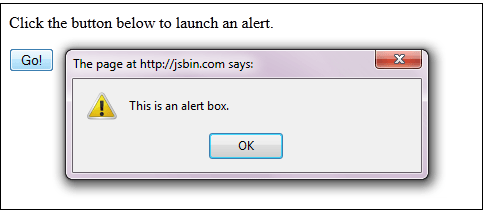 Click the button below to launch an alert.
Go!
The page at http://jsbin.com says:
This is an alert box.
OK